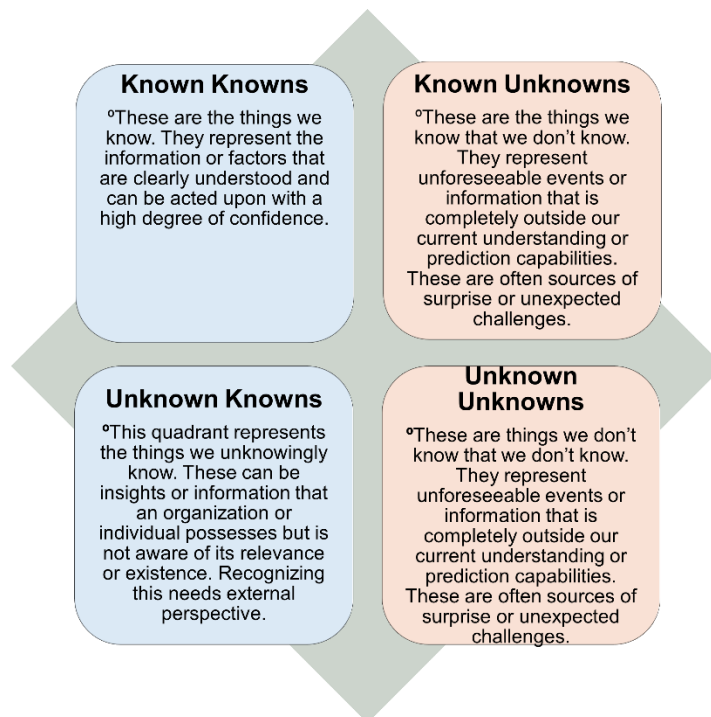 Known Knowns
ºThese are the things we
know. They represent the
information or factors that
are clearly understood and
can be acted upon with a
high degree of confidence.
Known Unknowns
ºThese are the things we
know that we don’t know.
They represent
unforeseeable events or
information that is
completely outside our
current understanding or
prediction capabilities.
These are often sources of
surprise or unexpected
challenges.
Unknown Knowns
ºThis quadrant represents
the things we unknowingly
know. These can be
insights or information that
an organization or
individual possesses but is
not aware of its relevance
or existence. Recognizing
this needs external
perspective.
Unknown
Unknowns
ºThese are things we don’t
know that we don’t know.
They represent
unforeseeable events or
information that is
completely outside our
current understanding or
prediction capabilities.
These are often sources of
surprise or unexpected
challenges.